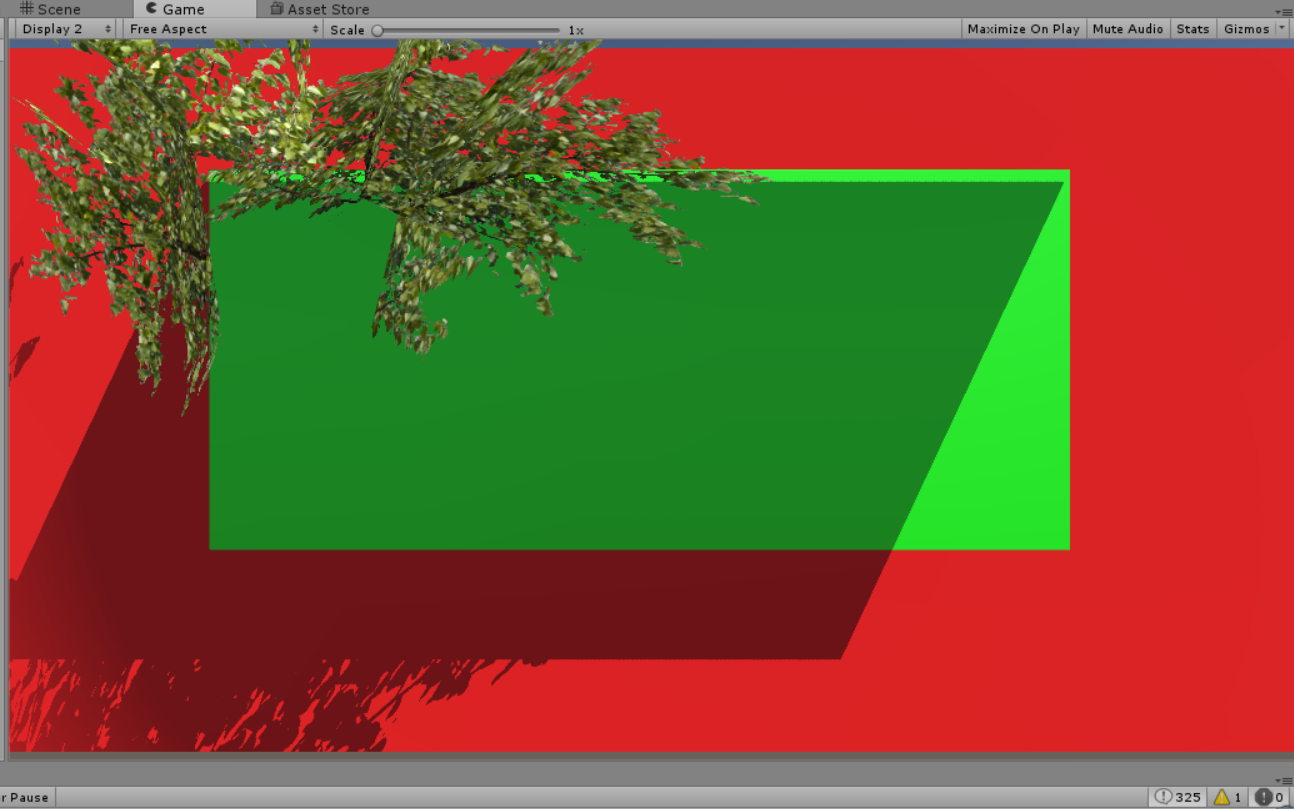 Scene Game Asset Store
Display 2 Free Aspect Scale 1x Maximize On Play Mute Audio Stats Gizmos
r Pause 325 1 0